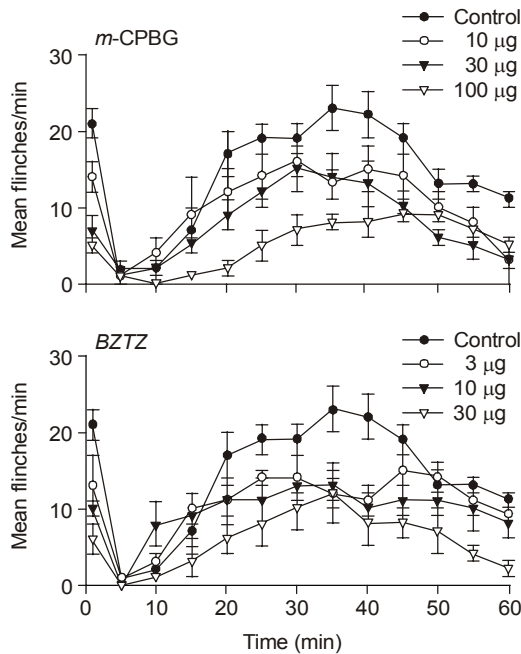 m-CPBG
Control
10 μg
30 μg
100 μg
30
20
10
0
Mean flinches/min
BZTZ
Control
3 μg
10 μg
30 μg
30
20
10
0
Mean flinches/min
0 10 20 30 40 50 60
Time (min)